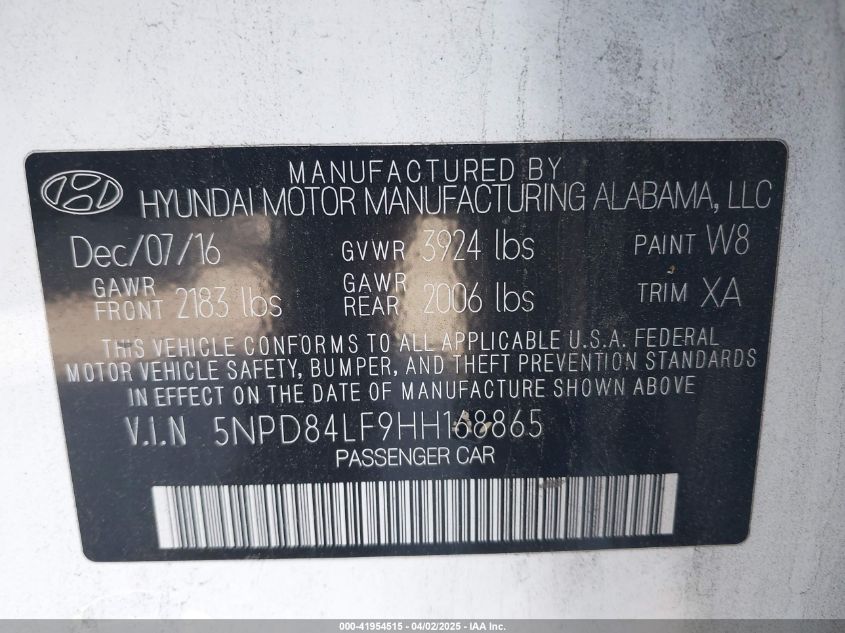 MANUFACTURED BY
HYUNDAI MOTOR MANUFACTURING ALABAMA, LLC
Dec/07/16 GVWR 3924 lbs PAINT W8
GAWR FRONT 2183 lbs GAWR REAR 2006 lbs TRIM XA
THIS VEHICLE CONFORMS TO ALL APPLICABLE U.S.A. FEDERAL
MOTOR VEHICLE SAFETY, BUMPER, AND THEFT PREVENTION STANDARDS
IN EFFECT ON THE DATE OF MANUFACTURE SHOWN ABOVE
V.I.N 5NPD84LF9HH168865
PASSENGER CAR
000-41954515 - 04/02/2025 - IAA Inc.